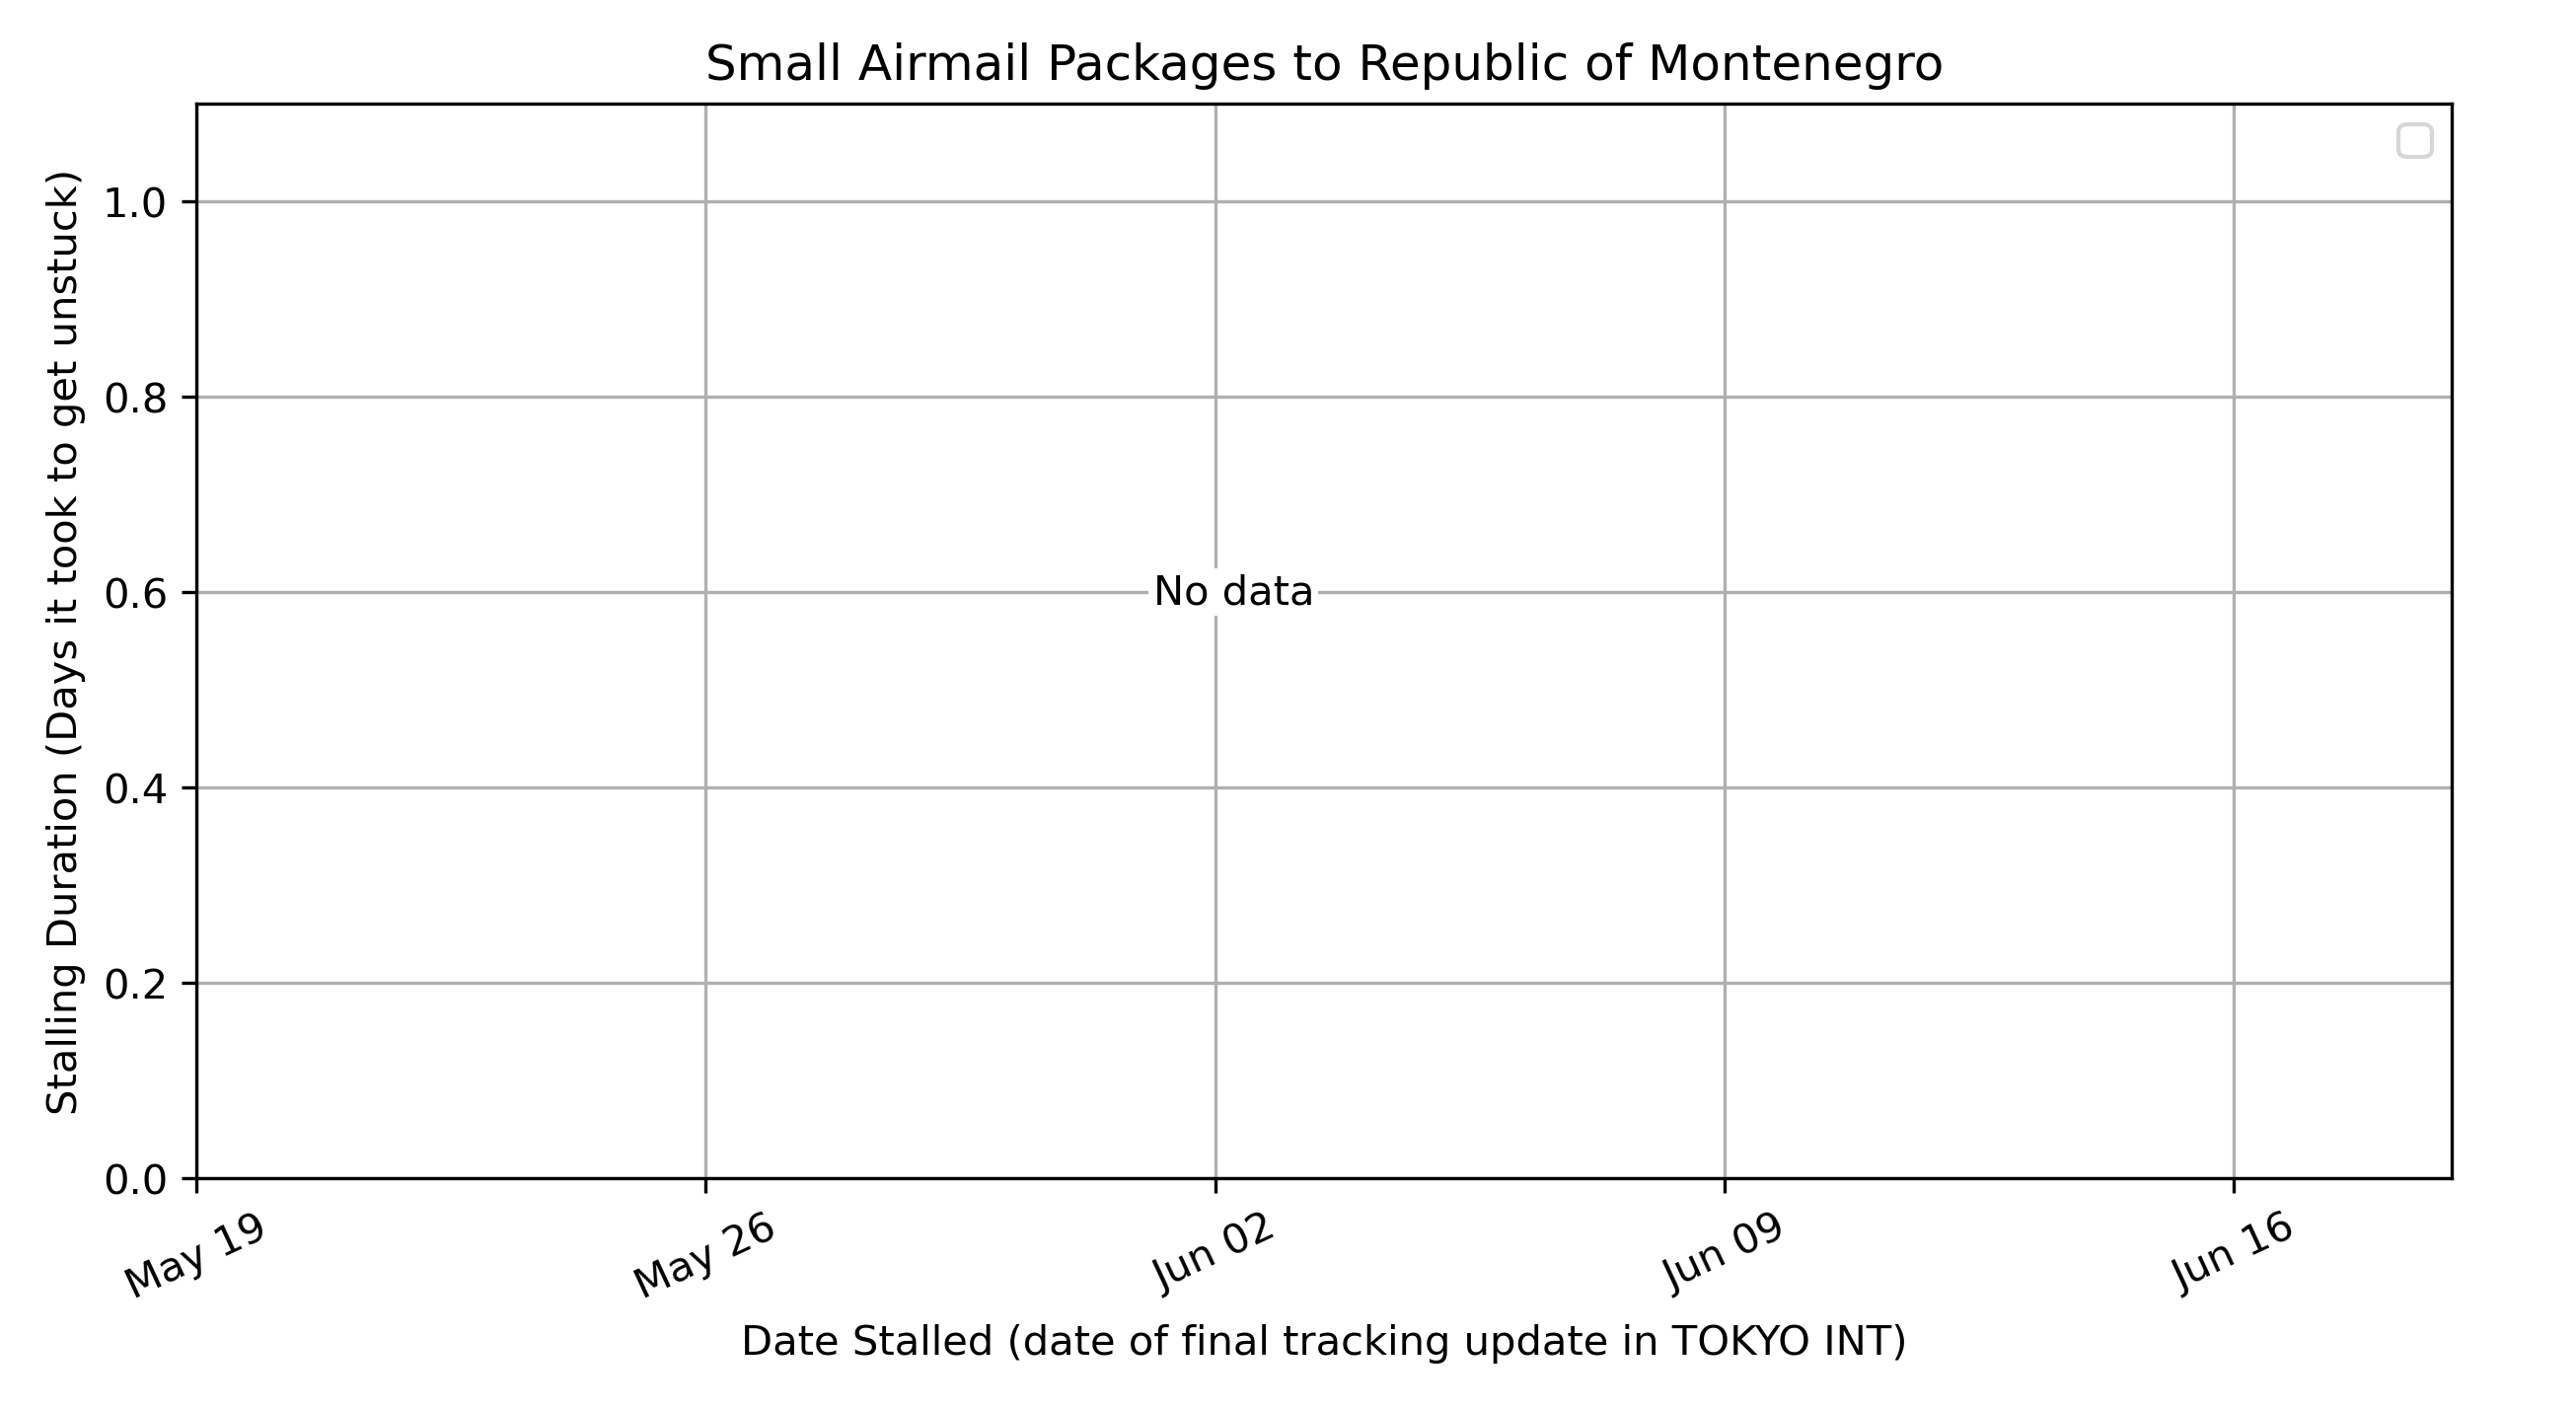 Small Airmail Packages to Republic of Montenegro
Stalling Duration (Days it took to get unstuck)
1.0
0.8
0.6
0.4
0.2
0.0
No data
May 19
May 26
Jun 02
Jun 09
Jun 16
Date Stalled (date of final tracking update in TOKYO INT)